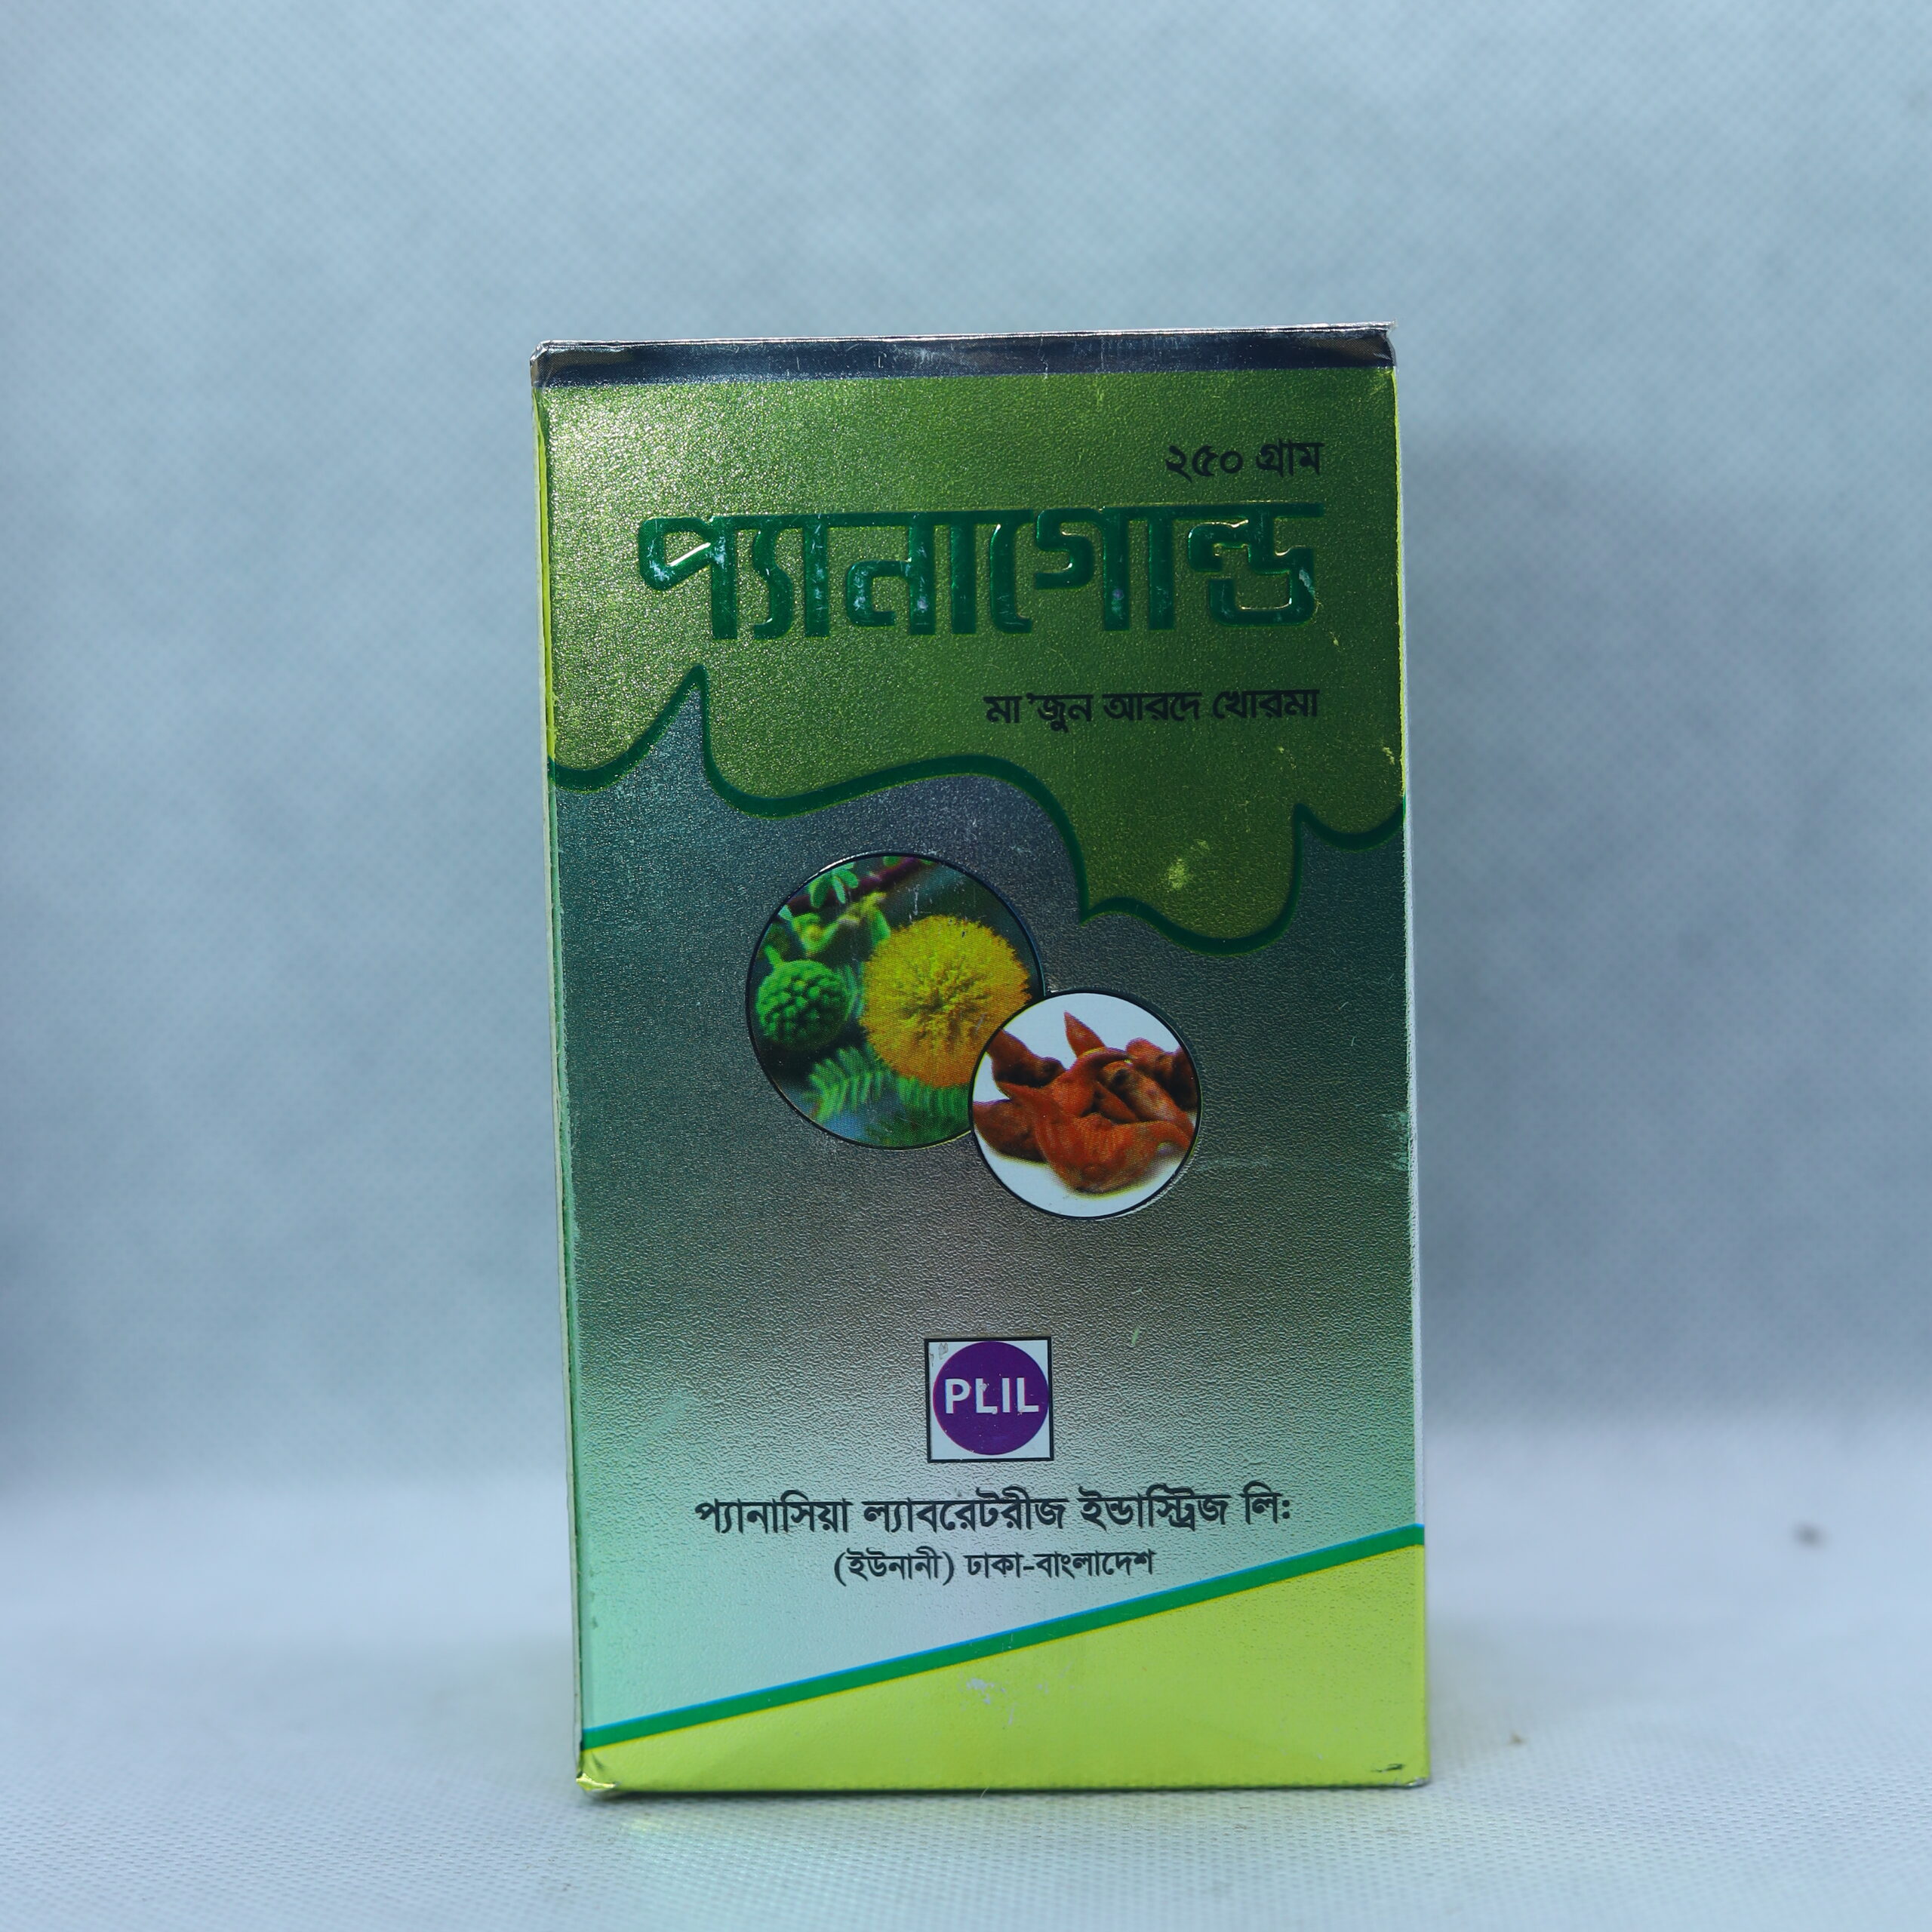 ২৫০ গ্রাম
প্যানাগোল্ড
মা'জুন আরদে খোরমা
PLIL
প্যানাসিয়া ল্যাবরেটরীজ ইন্ডাস্ট্রিজ লি:
(ইউনানী) ঢাকা-বাংলাদেশ